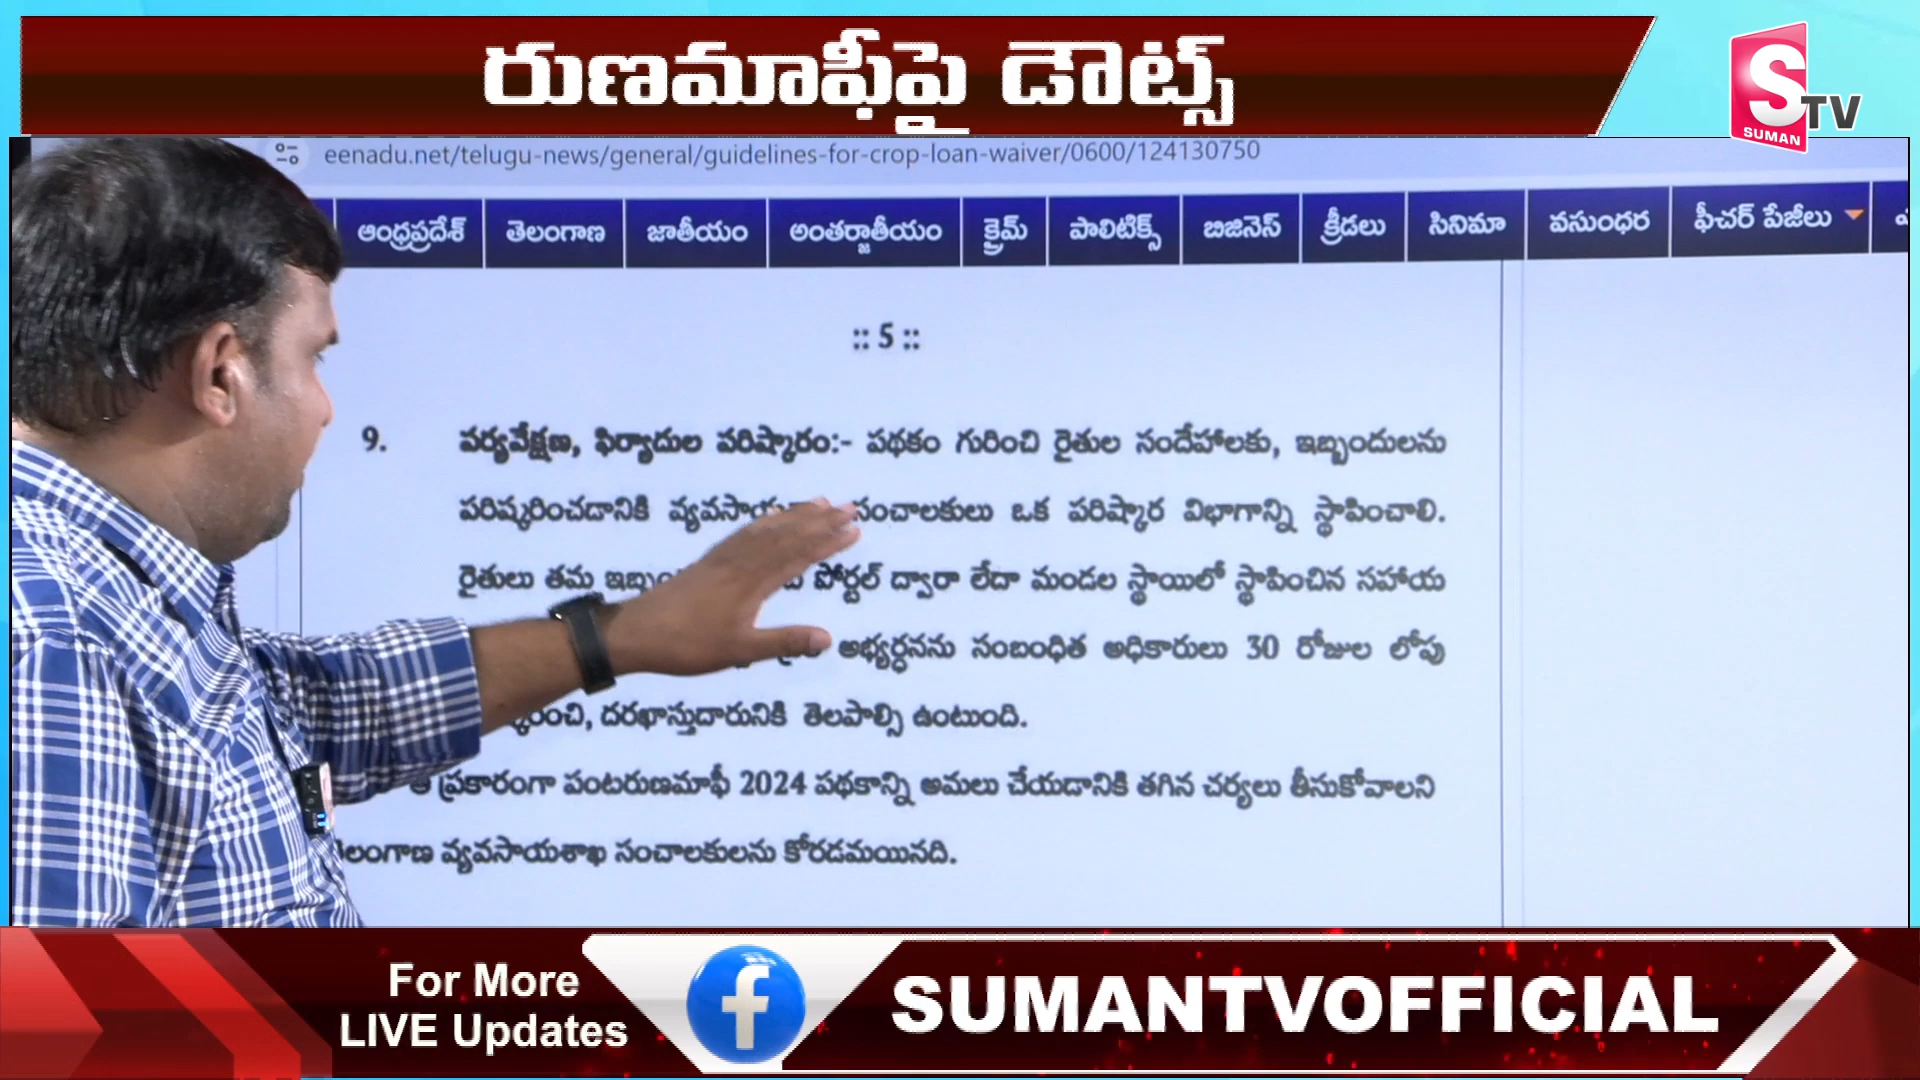 రుణమాఫీపై డౌట్స్
S TV
SUMAN
eenadu.net/telugu-news/general/guidelines-for-crop-loan-waiver/0600/124130750
ఆంధ్రప్రదేశ్ తెలంగాణ జాతీయం అంతర్జాతీయం క్రైమ్ పాలిటిక్స్ బిజినెస్ క్రీడలు సినిమా వసుంధర ఫీచర్ పేజీలు
:: 5 ::
9. పర్యవేక్షణ, ఫిర్యాదుల పరిష్కారం:- పథకం గురించి రైతుల సందేహాలకు, ఇబ్బందులను
పరిష్కరించడానికి సంచాలకులు ఒక పరిష్కార విభాగాన్ని స్థాపించాలి.
రైతులు తమ పోర్టల్ ద్వారా లేదా మండల స్థాయిలో స్థాపించిన సహాయ
అభ్యర్ధనను సంబంధిత అధికారులు 30 రోజుల లోపు
దరఖాస్తుదారునికి తెలపాల్సి ఉంటుంది.
ప్రకారంగా పంటరుణమాఫీ 2024 పథకాన్ని అమలు చేయడానికి తగిన చర్యలు తీసుకోవాలని
వ్యవసాయశాఖ సంచాలకులను కోరడమయినది.
For More
LIVE Updates
f SUMANTVOFFICIAL